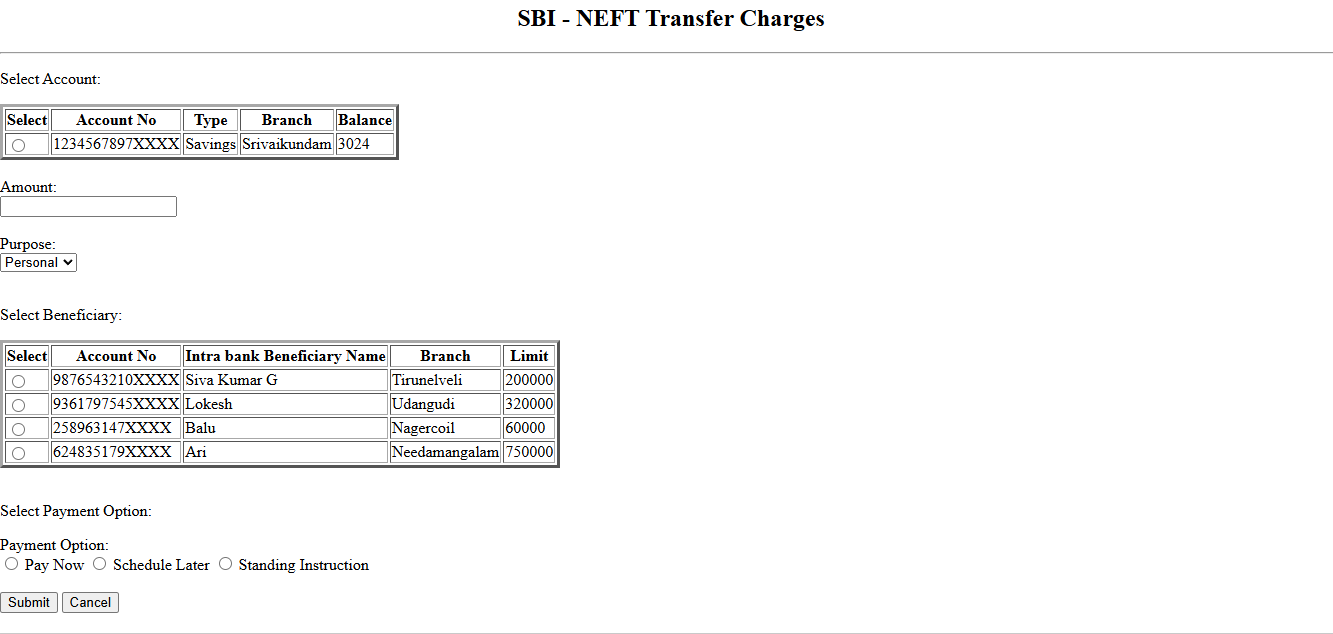 SBI - NEFT Transfer Charges
Select Account:
Select Account No Type Branch Balance
1234567897XXXX Savings Srivaikundam 3024
Amount:
Purpose:
Personal
Select Beneficiary:
Select Account No Intra bank Beneficiary Name Branch Limit
9876543210XXXX Siva Kumar G Tirunelveli 200000
9361797545XXXX Lokesh Udangudi 320000
258963147XXXX Balu Nagercoil 60000
624835179XXXX Ari Needamangalam 750000
Select Payment Option:
Payment Option:
Pay Now Schedule Later Standing Instruction
Submit Cancel